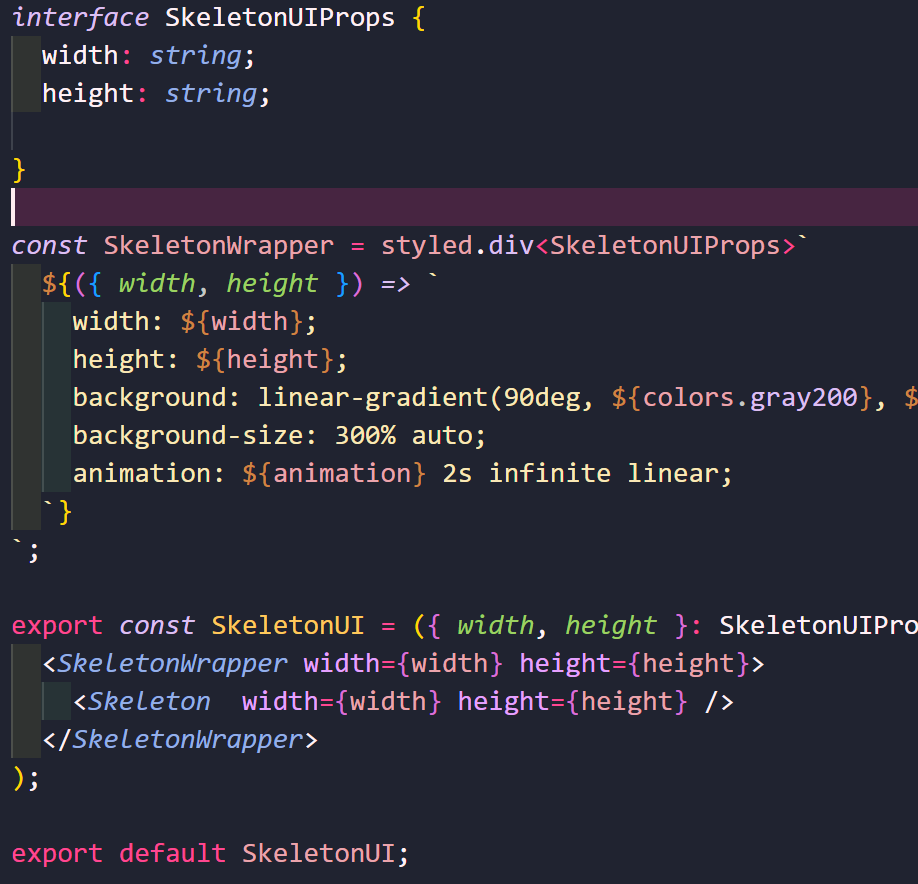 interface SkeletonUIProps {
width: string;
height: string;
}
const SkeletonWrapper = styled.div<SkeletonUIProps>`
${({ width, height }) => `
width: ${width};
height: ${height};
background: linear-gradient(90deg, ${colors.gray200}, $
background-size: 300% auto;
animation: ${animation} 2s infinite linear;
`}
`;
export const SkeletonUI = ({ width, height }: SkeletonUIPro
<SkeletonWrapper width={width} height={height}>
<Skeleton  width={width} height={height} />
</SkeletonWrapper>
);
export default SkeletonUI;